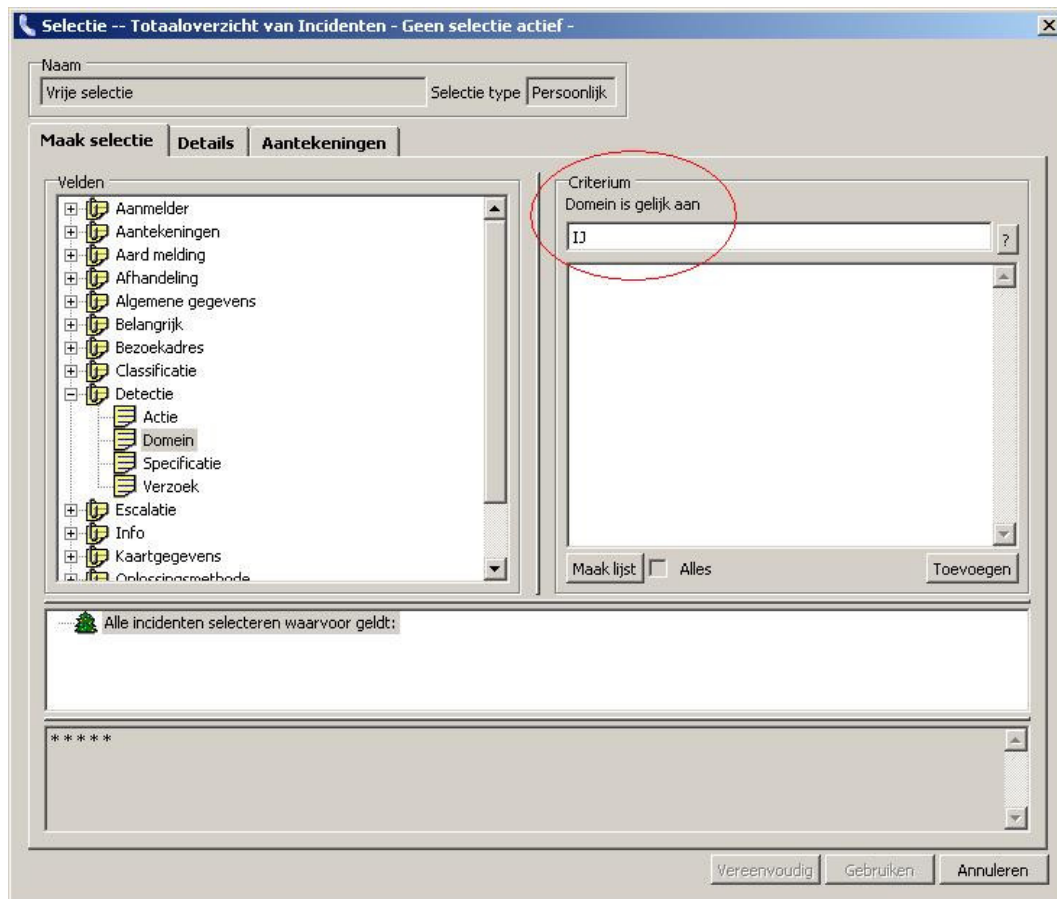 Selectie -- Totaaloverzicht van Incidenten - Geen selectie actief -
Naam
Vrije selectie
Selectie type
Persoonlijk
Maak selectie
Details
Aantekeningen
Velden
Aanmelder
Aantekeningen
Aard melding
Afhandeling
Algemene gegevens
Belangrijk
Bezoekadres
Classificatie
Detectie
Actie
Domein
Specificatie
Verzoek
Escalatie
Info
Kaartgegevens
Oplossingsmethode
Criterium
Domein is gelijk aan
IJ
?
Maak lijst
Alles
Toevoegen
Alle incidenten selecteren waarvoor geldt:
* * * * *
Vereenvoudig
Gebruiken
Annuleren